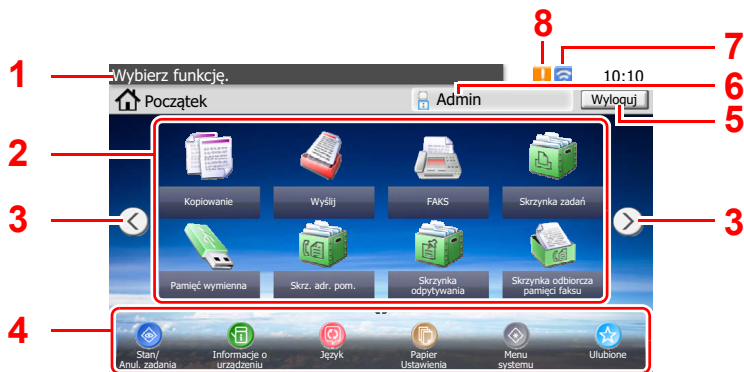 8
7
1
Wybierz funkcję.
10:10
6
Początek
Admin
Wyloguj
5
2
Kopiowanie
Wyślij
FAKS
Skrzynka zadań
3
3
Pamięć wymienna
Skrz. adr. pom.
Skrzynka
odpytywania
Skrzynka odbiorcza
pamięci faksu
4
Stan/
Anul. zadania
Informacje o
urządzeniu
Język
Papier
Ustawienia
Menu
systemu
Ulubione